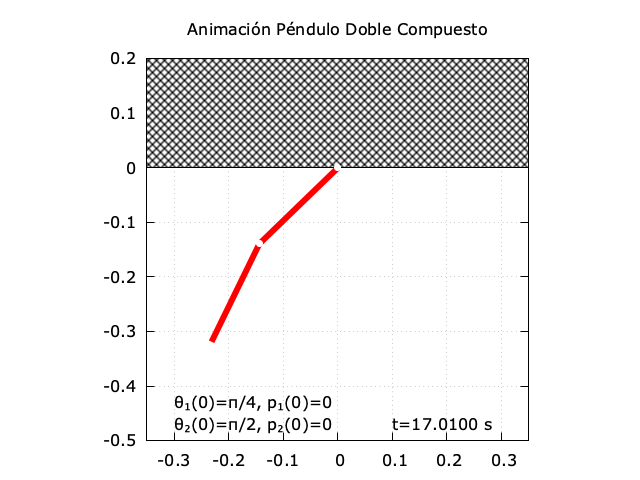 Animación Péndulo Doble Compuesto
0.2
0.1
0
-0.1
-0.2
-0.3
-0.4
-0.5
θ₁(0)=π/4, p₁(0)=0
θ₂(0)=π/2, p₂(0)=0 t=17.0100 s
-0.3 -0.2 -0.1 0 0.1 0.2 0.3